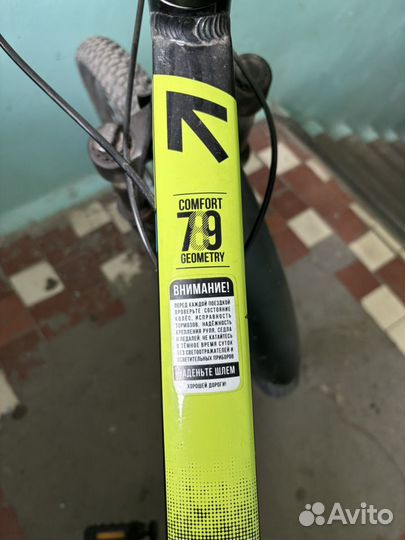 COMFORT
789
GEOMETRY
ВНИМАНИЕ!
ПЕРЕД КАЖДОЙ ПОЕЗДКОЙ
ПРОВЕРЬТЕ СОСТОЯНИЕ
КОЛЁС, ИСПРАВНОСТЬ
ТОРМОЗОВ, НАДЁЖНОСТЬ
КРЕПЛЕНИЯ РУЛЯ, СЕДЛА
И ПЕДАЛЕЙ. НЕ КАТАЙТЕСЬ
В ТЁМНОЕ ВРЕМЯ СУТОК
БЕЗ СВЕТООТРАЖАТЕЛЕЙ И
ОСВЕТИТЕЛЬНЫХ ПРИБОРОВ
НАДЕНЬТЕ ШЛЕМ
ХОРОШЕЙ ДОРОГИ!
Avito